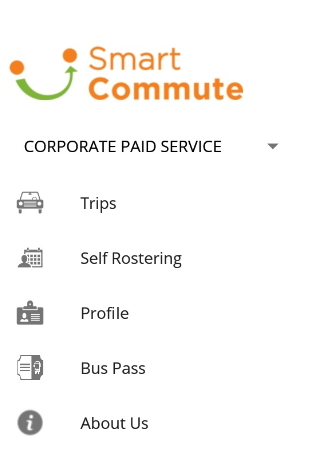 Smart
Commute
CORPORATE PAID SERVICE
Trips
Self Rostering
Profile
Bus Pass
About Us